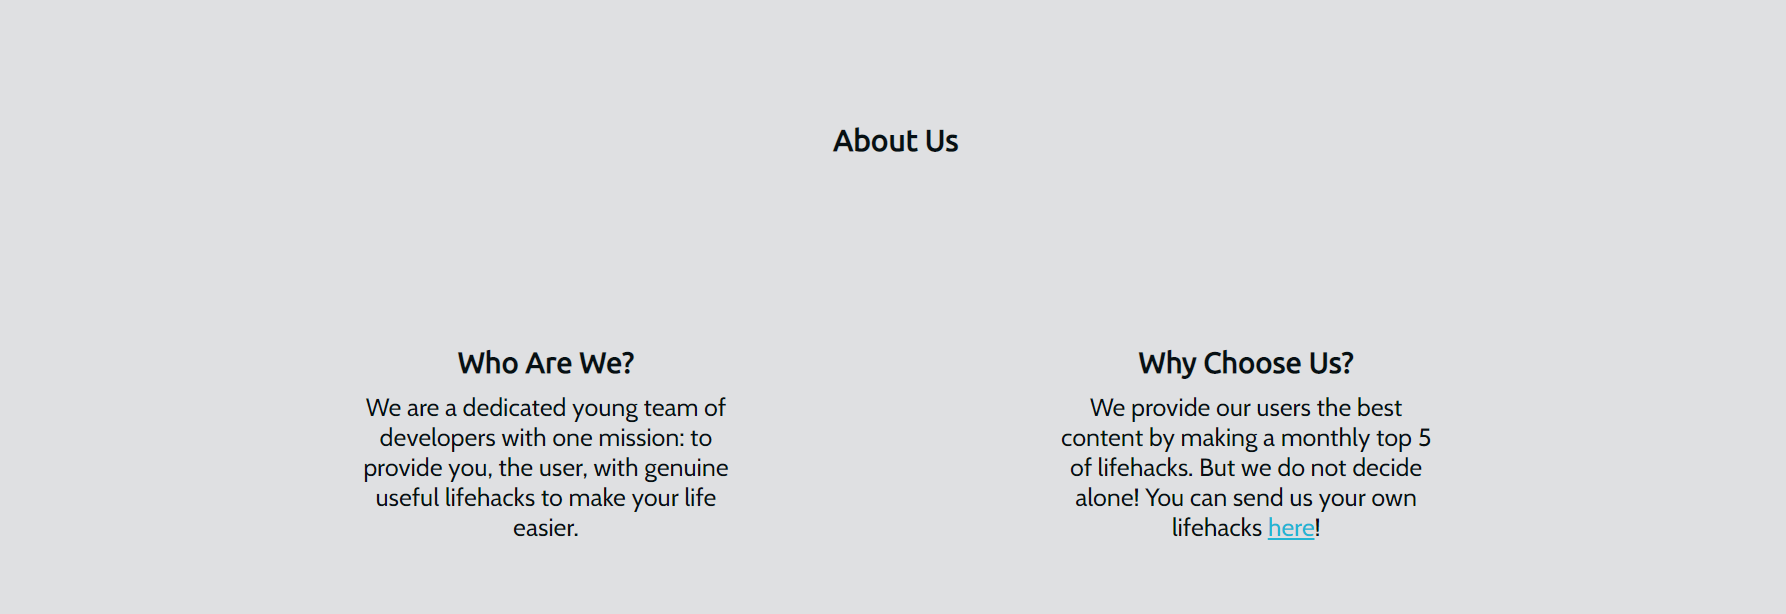 About Us
Who Are We?
We are a dedicated young team of
developers with one mission: to
provide you, the user, with genuine
useful lifehacks to make your life
easier.
Why Choose Us?
We provide our users the best
content by making a monthly top 5
of lifehacks. But we do not decide
alone! You can send us your own
lifehacks here!